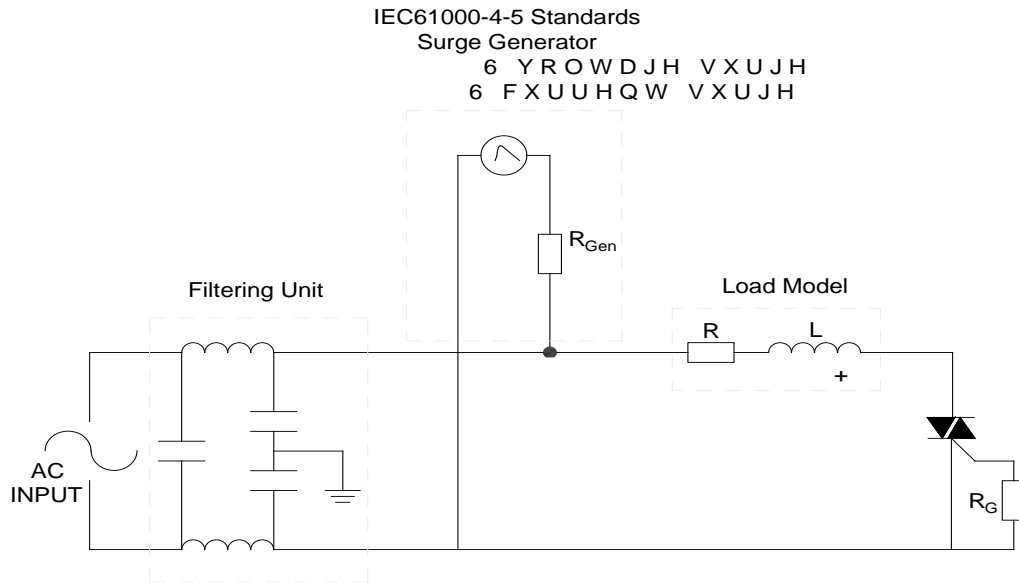 IEC61000-4-5 Standards
Surge Generator
6 YROWDJH VXUJH
6 FXUUHQW VXUJH
RGen
Filtering Unit
Load Model
R
L
+
AC
INPUT
RG